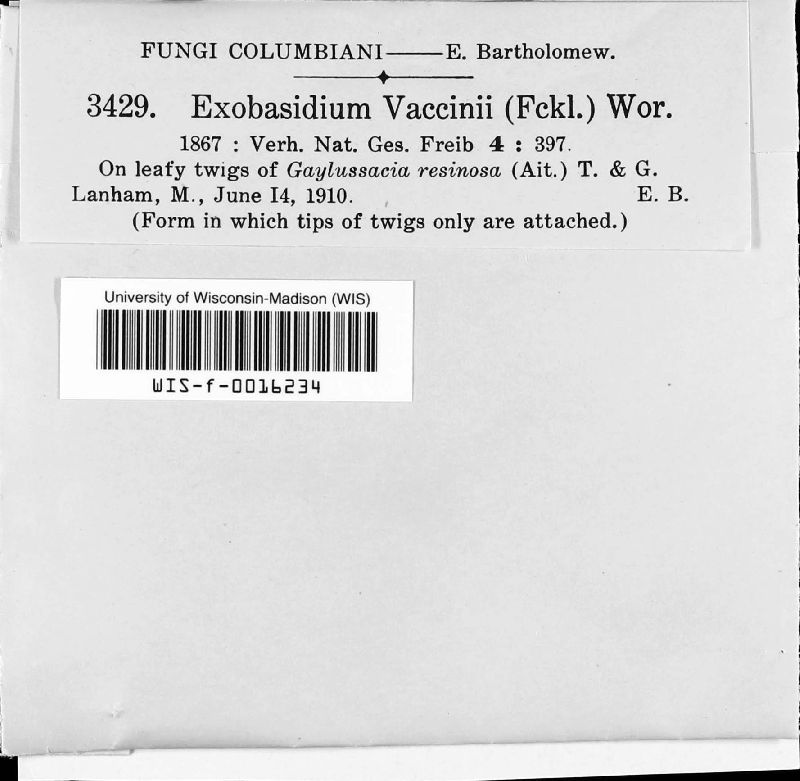 FUNGI COLUMBIANI——E. Bartholomew.
3429. Exobasidium Vaccinii (Fckl.) Wor.
1867 : Verh. Nat. Ges. Freib 4 : 397.
On leafy twigs of Gaylussacia resinosa (Ait.) T. & G.
Lanham, M., June I4, 1910. E. B.
(Form in which tips of twigs only are attached.)
University of Wisconsin-Madison (WIS)
WIS-f-0016234